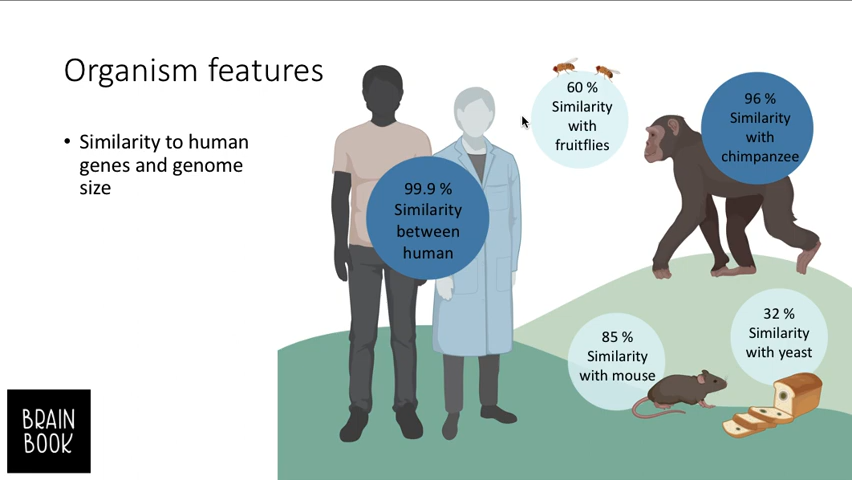 Organism features
• Similarity to human
genes and genome
size
99.9 %
Similarity
between
human
60 %
Similarity
with
fruitflies
96 %
Similarity
with
chimpanzee
85 %
Similarity
with mouse
32 %
Similarity
with yeast
BRAIN
BOOK